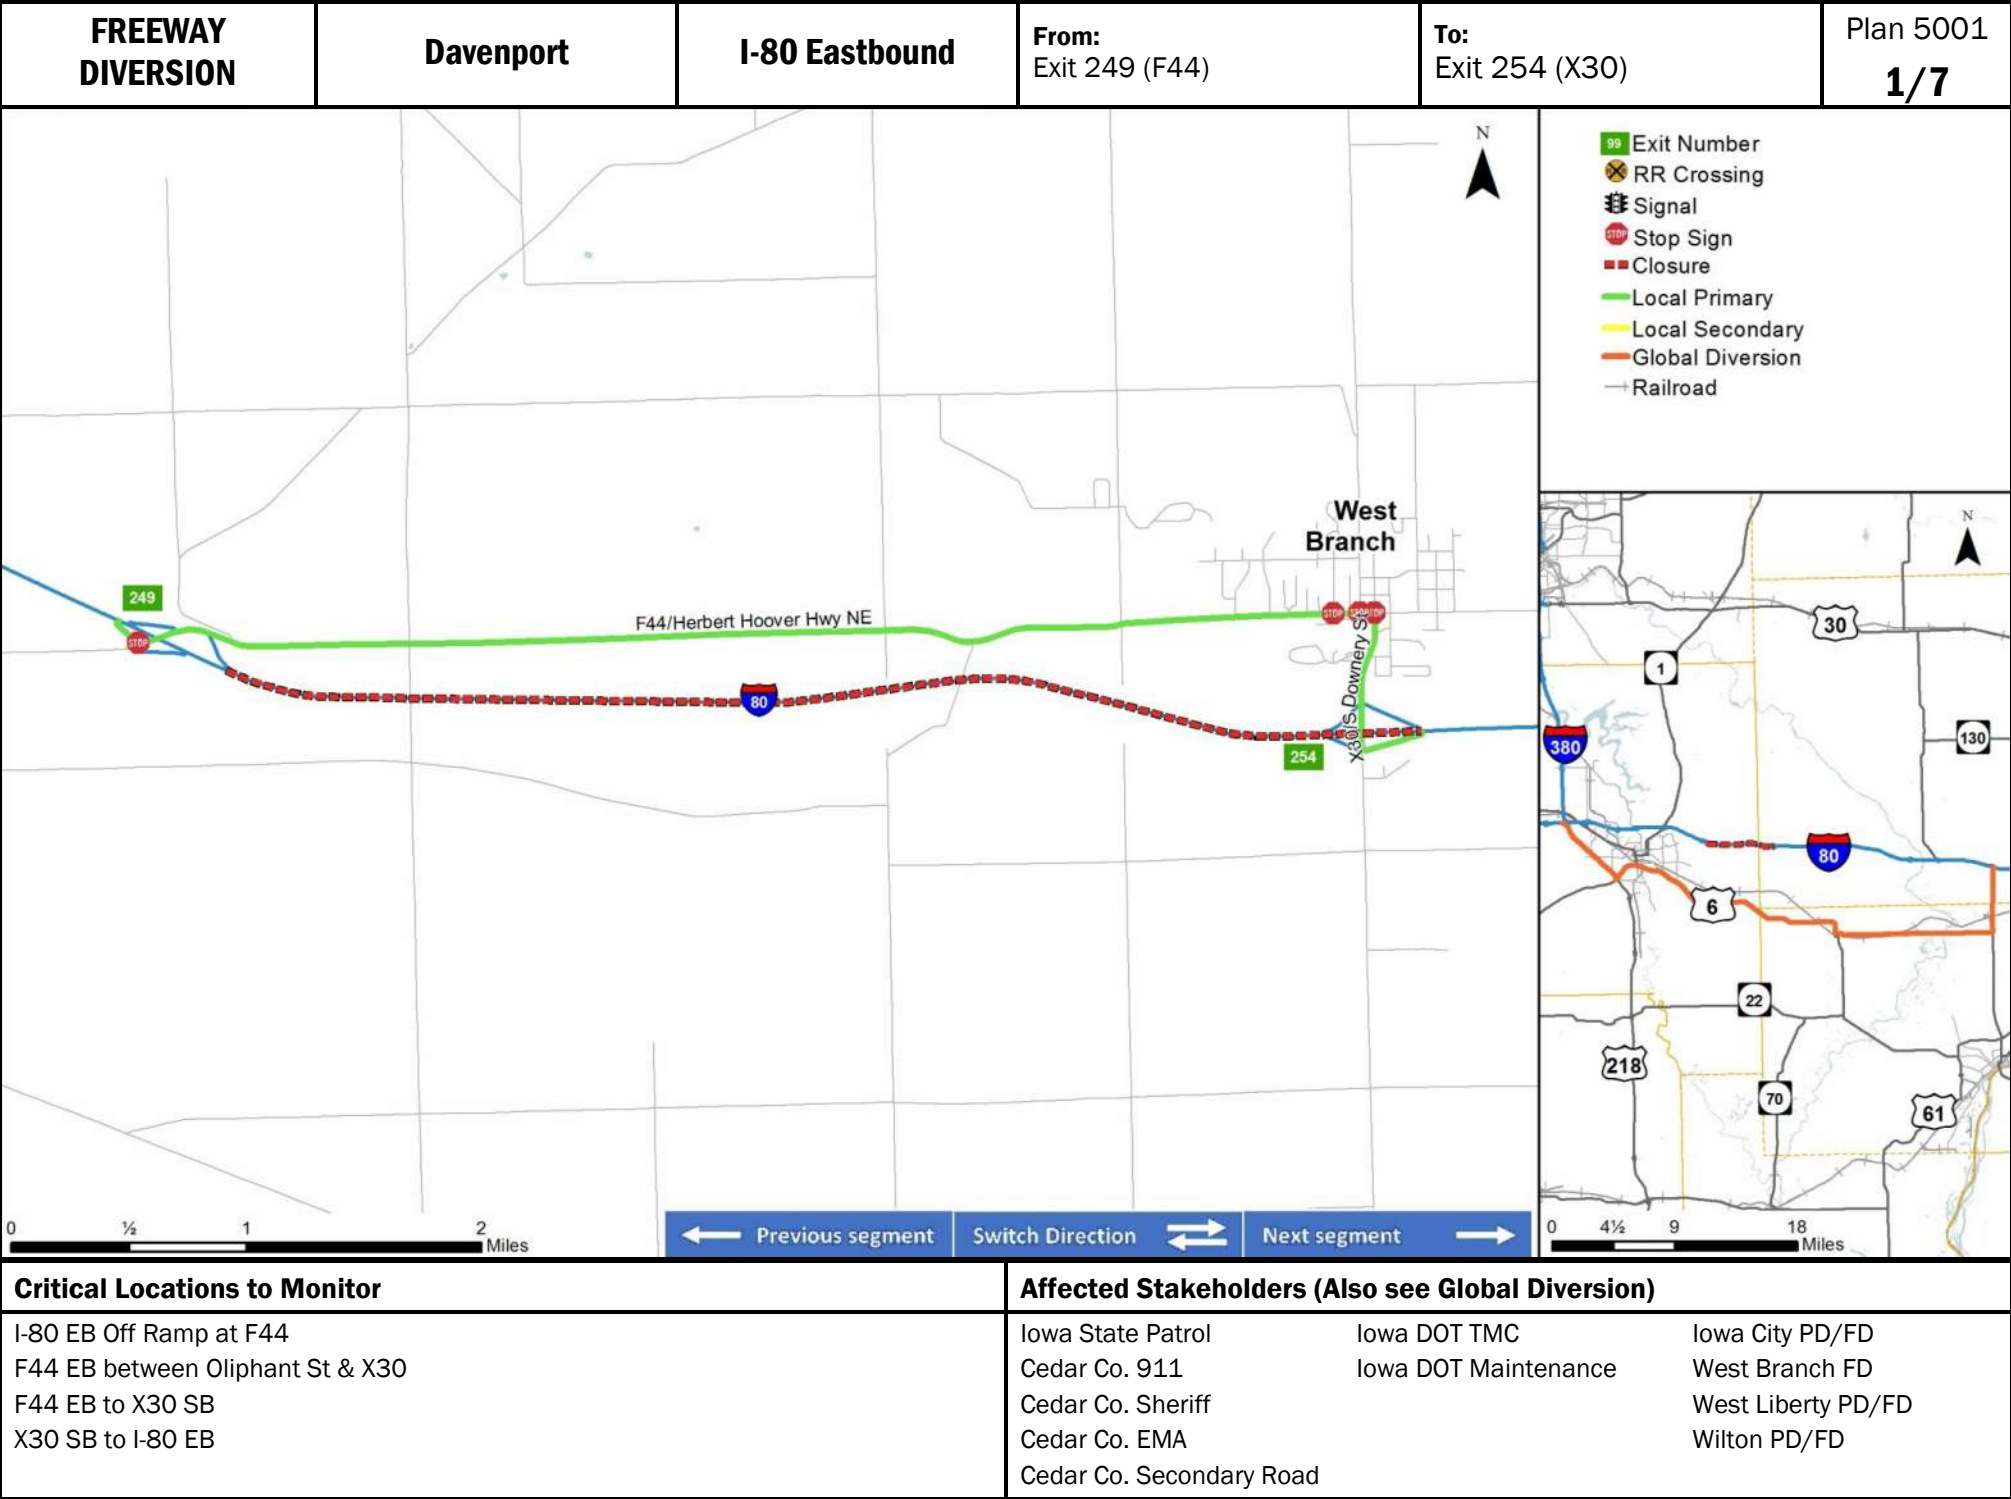 FREEWAY
DIVERSION
Davenport
I-80 Eastbound
From:
Exit 249 (F44)
To:
Exit 254 (X30)
Plan 5001
1/7
N
99 Exit Number
RR Crossing
Signal
STOP Stop Sign
Closure
Local Primary
Local Secondary
Global Diversion
Railroad
West
Branch
249
STOP
F44/Herbert Hoover Hwy NE
STOP STOP STOP
X30/S Downery St
80
254
N
30
1
130
380
80
6
22
218
70
61
0 ½ 1 2
Miles
Previous segment
Switch Direction
Next segment
0 4½ 9 18
Miles
Critical Locations to Monitor
I-80 EB Off Ramp at F44
F44 EB between Oliphant St & X30
F44 EB to X30 SB
X30 SB to I-80 EB
Affected Stakeholders (Also see Global Diversion)
Iowa State Patrol
Cedar Co. 911
Cedar Co. Sheriff
Cedar Co. EMA
Cedar Co. Secondary Road
Iowa DOT TMC
Iowa DOT Maintenance
Iowa City PD/FD
West Branch FD
West Liberty PD/FD
Wilton PD/FD